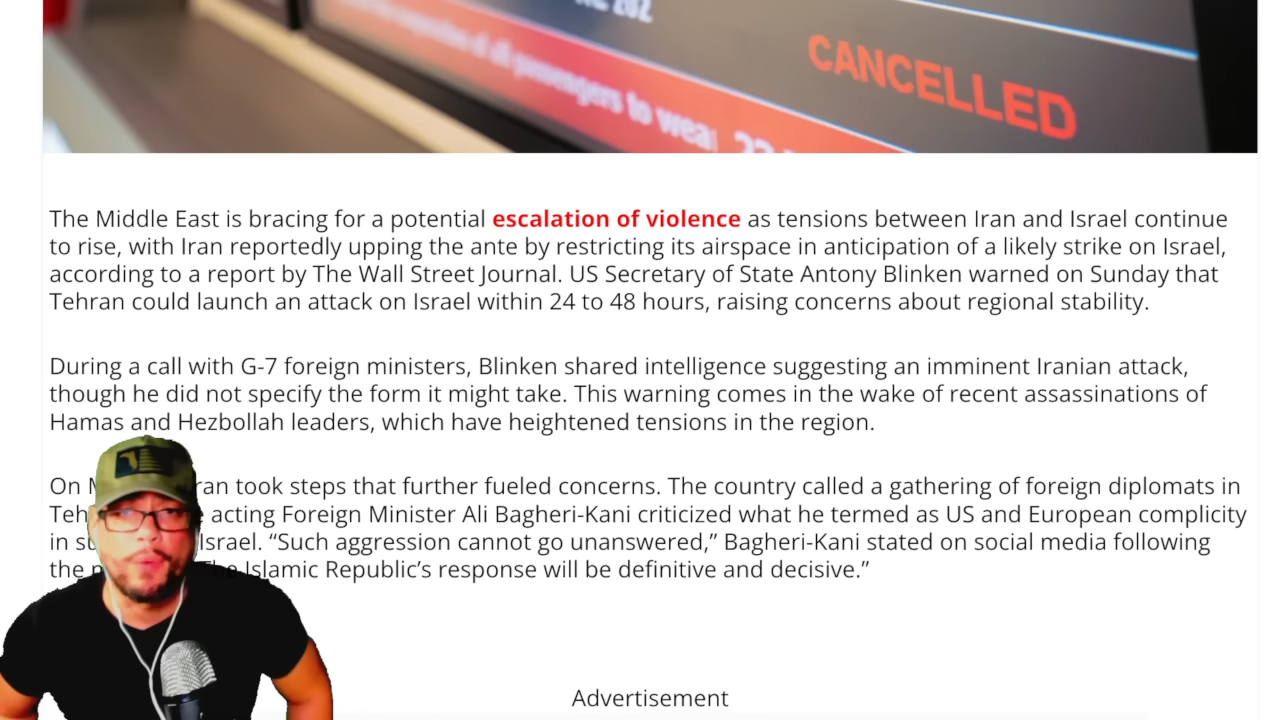 CANCELLED
of all passengers to wea
The Middle East is bracing for a potential escalation of violence as tensions between Iran and Israel continue
to rise, with Iran reportedly upping the ante by restricting its airspace in anticipation of a likely strike on Israel,
according to a report by The Wall Street Journal. US Secretary of State Antony Blinken warned on Sunday that
Tehran could launch an attack on Israel within 24 to 48 hours, raising concerns about regional stability.
During a call with G-7 foreign ministers, Blinken shared intelligence suggesting an imminent Iranian attack,
though he did not specify the form it might take. This warning comes in the wake of recent assassinations of
Hamas and Hezbollah leaders, which have heightened tensions in the region.
On ran took steps that further fueled concerns. The country called a gathering of foreign diplomats in
Teh acting Foreign Minister Ali Bagheri-Kani criticized what he termed as US and European complicity
in su Israel. “Such aggression cannot go unanswered,” Bagheri-Kani stated on social media following
the Islamic Republic’s response will be definitive and decisive.”
Advertisement